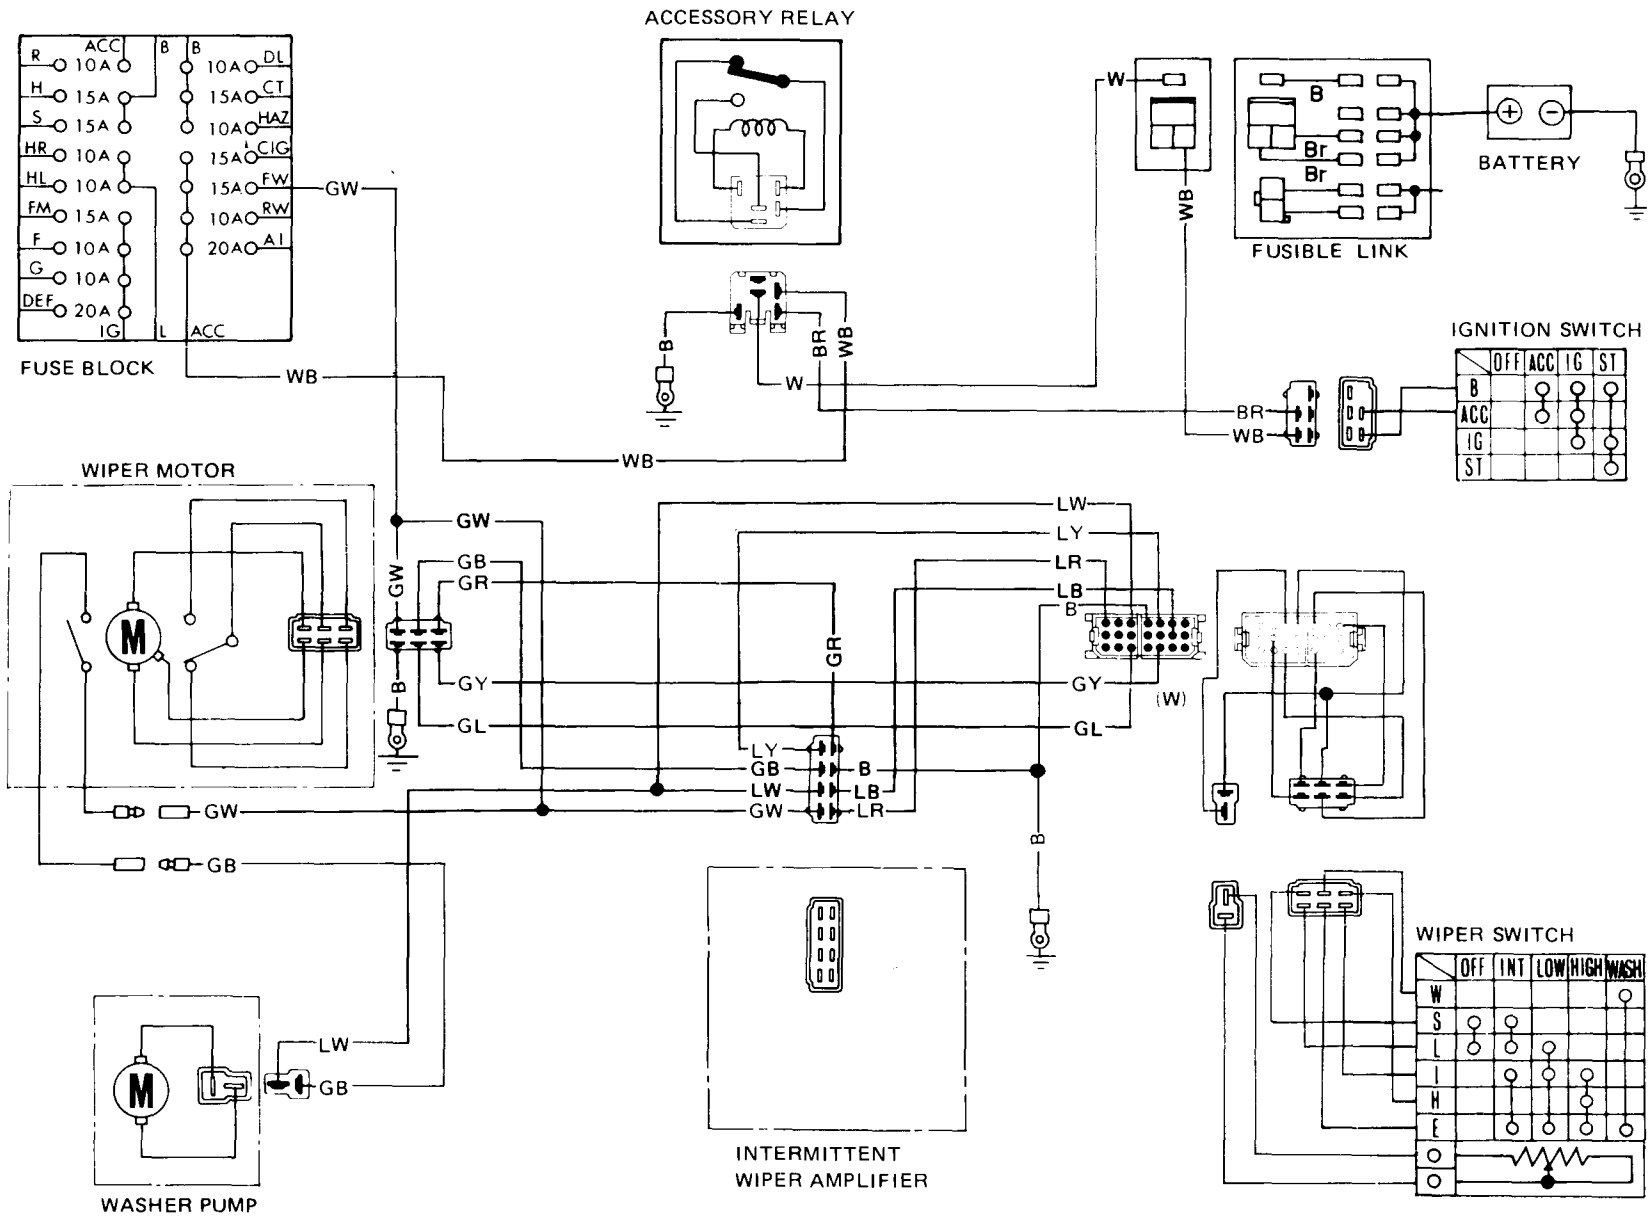 ACCESSORY RELAY
ACC B B
R 10A 10A DL
H 15A 15A CT
S 15A 10A HAZ
HR 10A 15A CIG
HL 10A 15A FW GW
FM 15A 10A RW
F 10A 20A AI
G 10A
DEF 20A
IG L ACC
FUSE BLOCK
W
B
Br
Br
WB
FUSIBLE LINK
+ −
BATTERY
B
BR
WB
W
WB
WB
BR
WB
IGNITION SWITCH
OFF ACC IG ST
B
ACC
IG
ST
WIPER MOTOR
M
GW
GW
GB
GR
GR
B
GY
GL
LW
LY
LR
LB
B
GY
(W)
GL
LY
GB B
LW LB
GW LR
GW
GB
B
WIPER SWITCH
OFF INT LOW HIGH WASH
W
S
L
I
H
E
M
LW
GB
WASHER PUMP
INTERMITTENT
WIPER AMPLIFIER